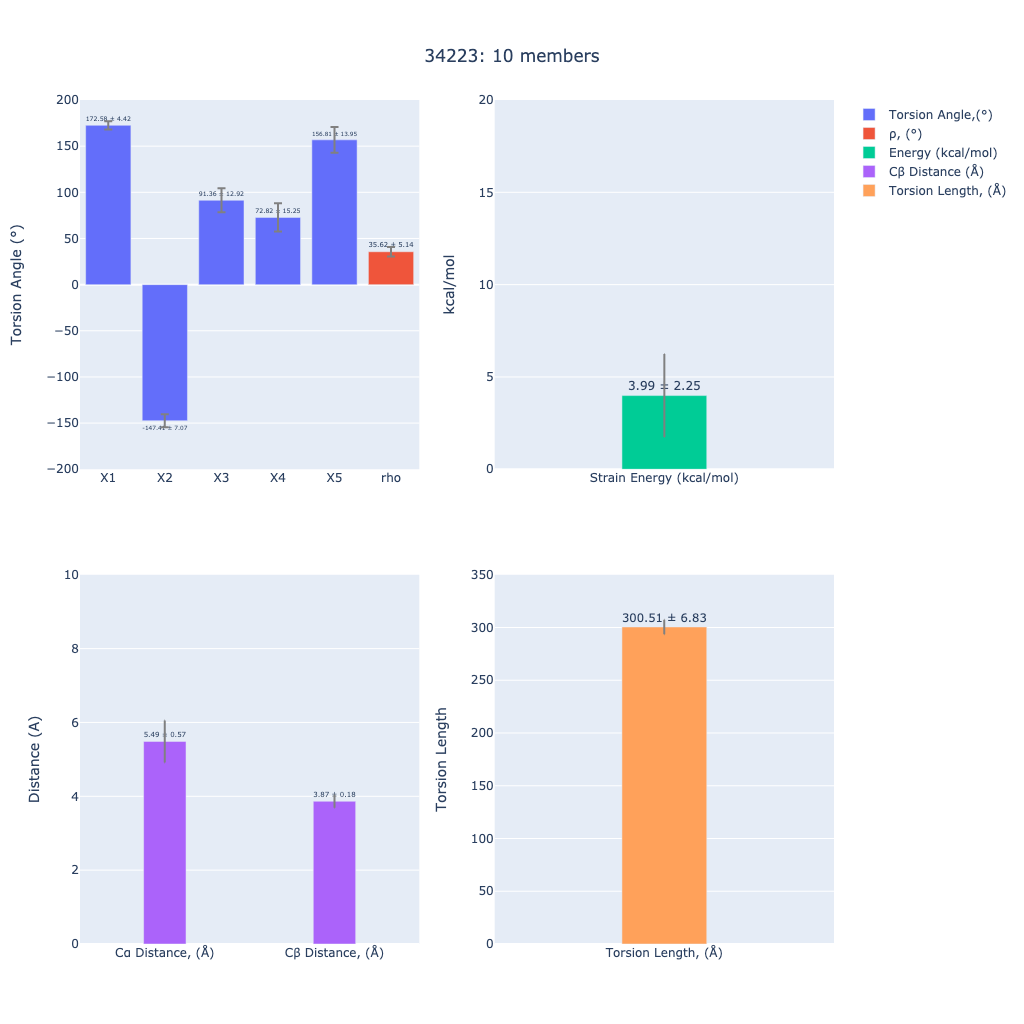 34223: 10 members
Torsion Angle (°)
200
150
100
50
0
−50
−100
−150
−200
172.58 ± 4.42
91.36 ± 12.92
72.82 ± 15.25
156.81 ± 13.95
35.62 ± 5.14
± 7.07
X1 X2 X3 X4 X5 rho
kcal/mol
20
15
10
5
0
3.99 ± 2.25
Strain Energy (kcal/mol)
Torsion Angle,(°)
ρ, (°)
Energy (kcal/mol)
Cβ Distance (Å)
Torsion Length, (Å)
Distance (A)
10
8
6
4
2
0
5.49 ± 0.57
3.87 ± 0.18
Cα Distance, (Å) Cβ Distance, (Å)
Torsion Length
350
300
250
200
150
100
50
0
300.51 ± 6.83
Torsion Length, (Å)